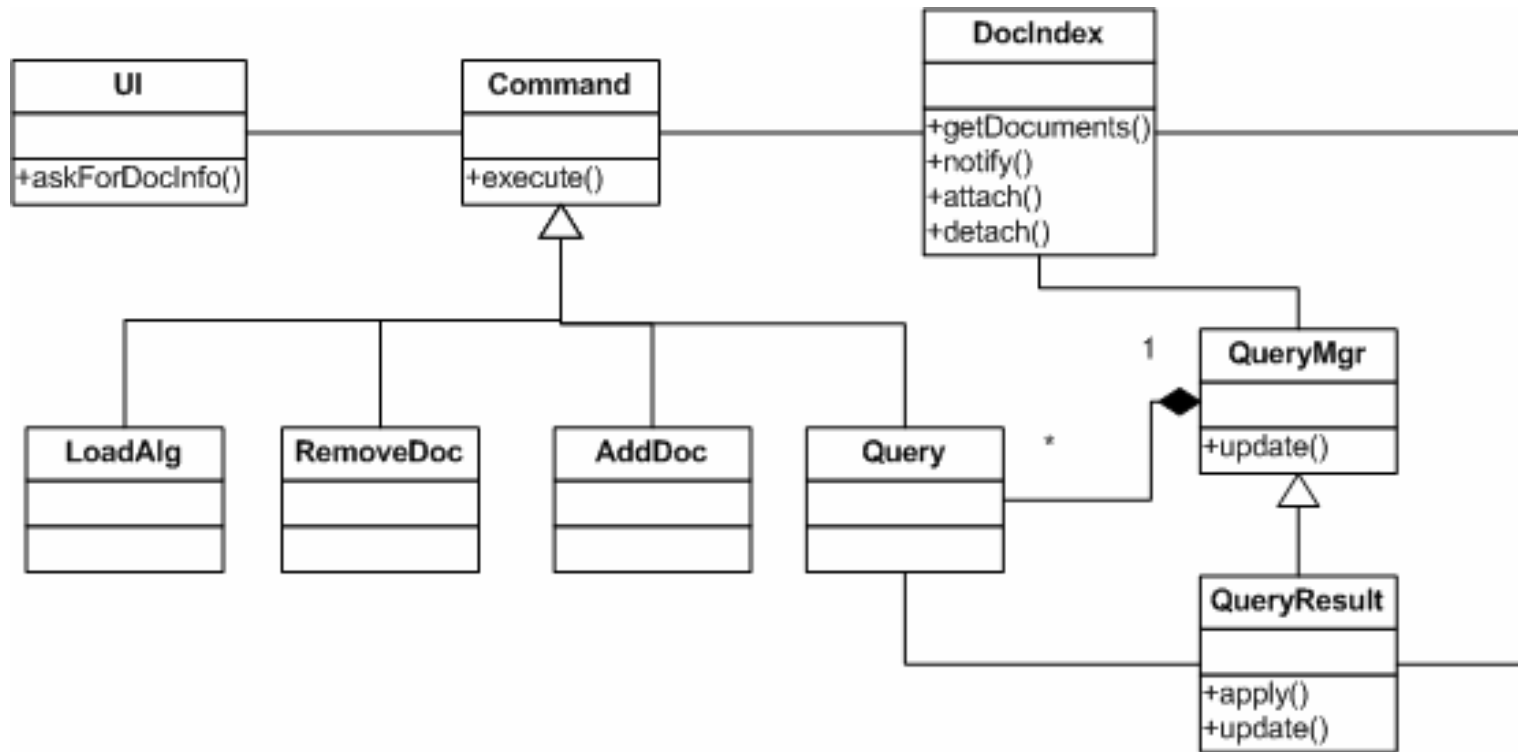 UI
+askForDocInfo()
Command
+execute()
DocIndex
+getDocuments()
+notify()
+attach()
+detach()
1
QueryMgr
+update()
*
LoadAlg
RemoveDoc
AddDoc
Query
QueryResult
+apply()
+update()